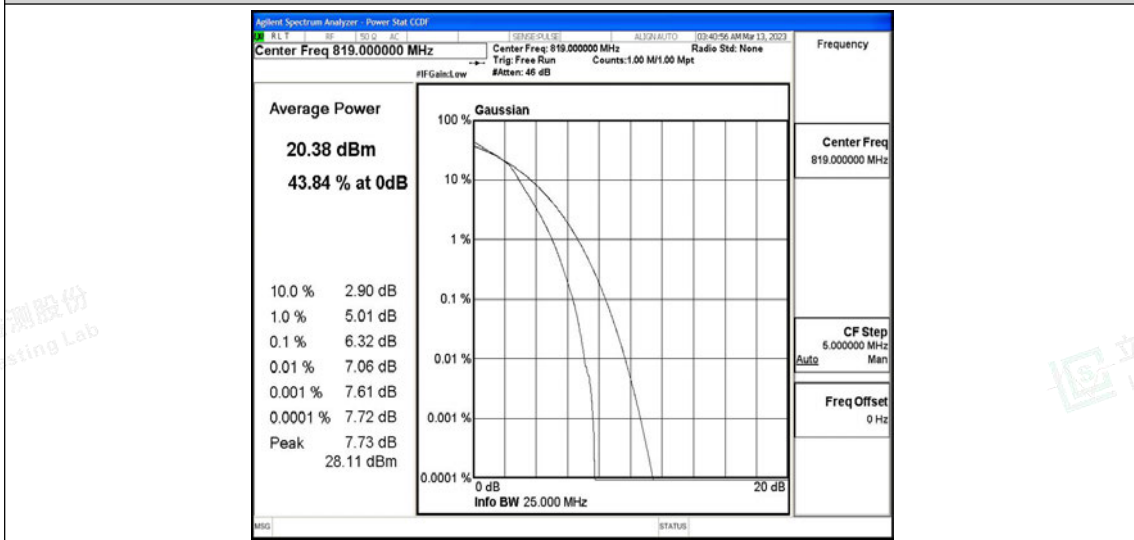 Agilent Spectrum Analyzer - Power Stat CCDF
RLT RF 50 Ω AC SENSE:PULSE ALIGN AUTO 03:40:56 AM Mar 13, 2023
Center Freq 819.000000 MHz
Center Freq: 819.000000 MHz Radio Std: None
Trig: Free Run Counts:1.00 M/1.00 Mpt
#IFGain:Low #Atten: 46 dB
Frequency
Average Power
20.38 dBm
43.84 % at 0dB
10.0 % 2.90 dB
1.0 % 5.01 dB
0.1 % 6.32 dB
0.01 % 7.06 dB
0.001 % 7.61 dB
0.0001 % 7.72 dB
Peak 7.73 dB
28.11 dBm
Gaussian
100 %
10 %
1 %
0.1 %
0.01 %
0.001 %
0.0001 %
0 dB 20 dB
Info BW 25.000 MHz
Center Freq
819.000000 MHz
CF Step
5.000000 MHz
Auto Man
Freq Offset
0 Hz
MSG STATUS
测股份
sting Lab
立